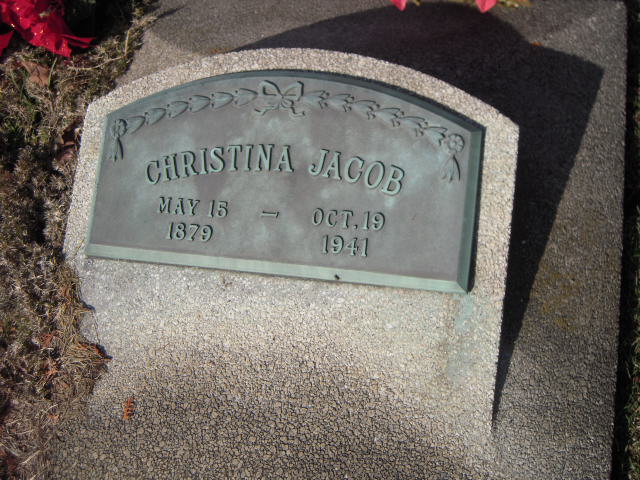 CHRISTINA JACOB
MAY 15 — OCT. 19
1879 1941